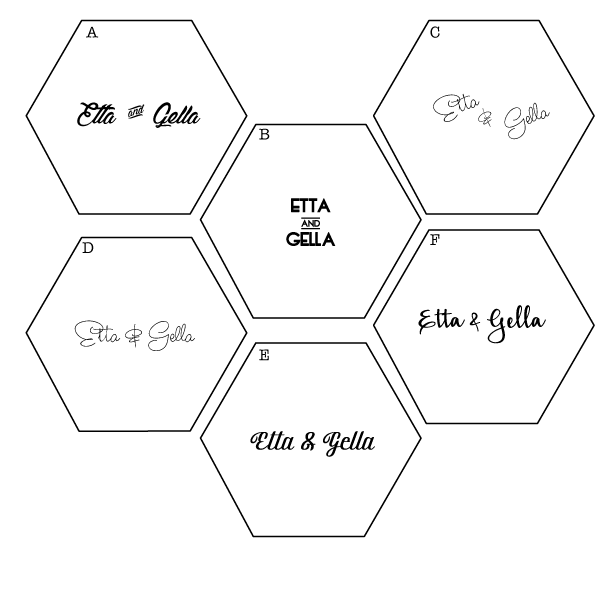 A
Etta and Gella
B
ETTA
AND
GELLA
C
Etta & Gella
D
Etta & Gella
F
Etta & Gella
E
Etta & Gella